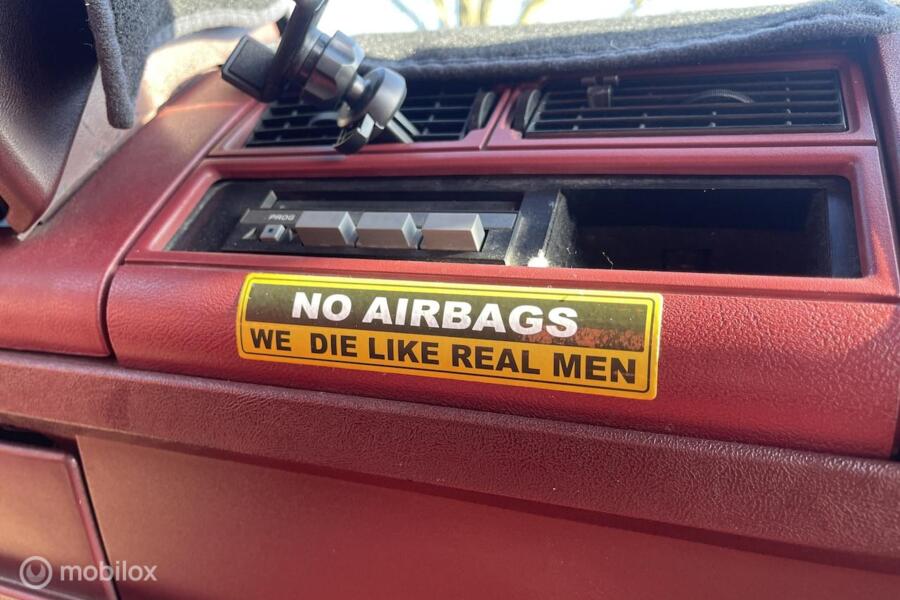 PROG
NO AIRBAGS
WE DIE LIKE REAL MEN
mobilox